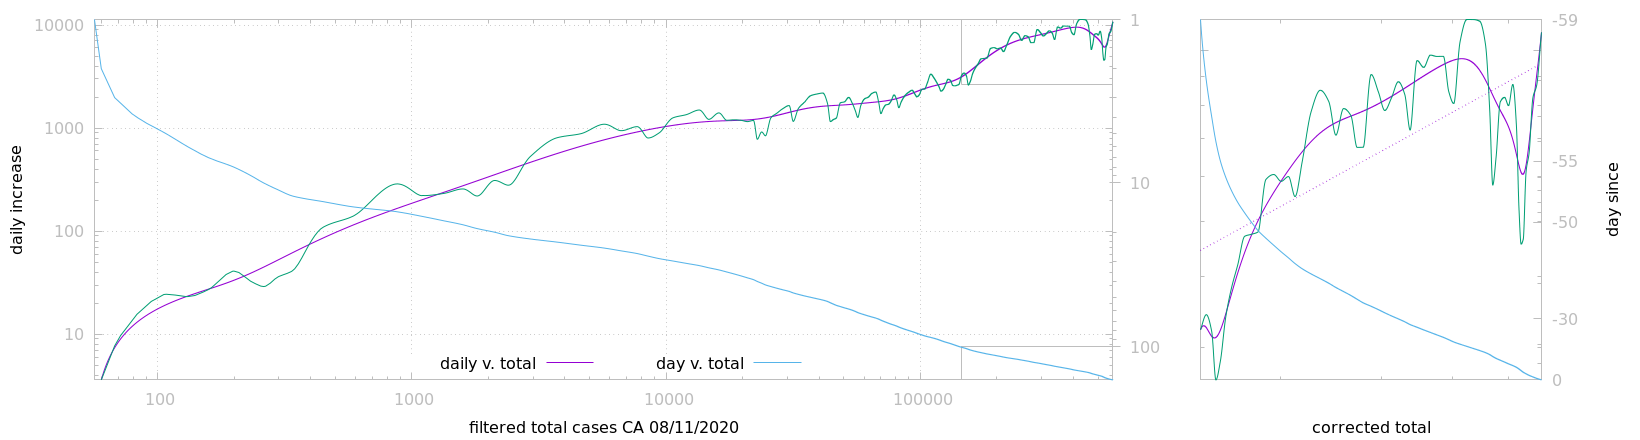 10000
1000
100
10
daily increase
1
10
100
daily v. total
day v. total
100
1000
10000
100000
filtered total cases CA 08/11/2020
-59
-55
-50
-30
0
day since
corrected total